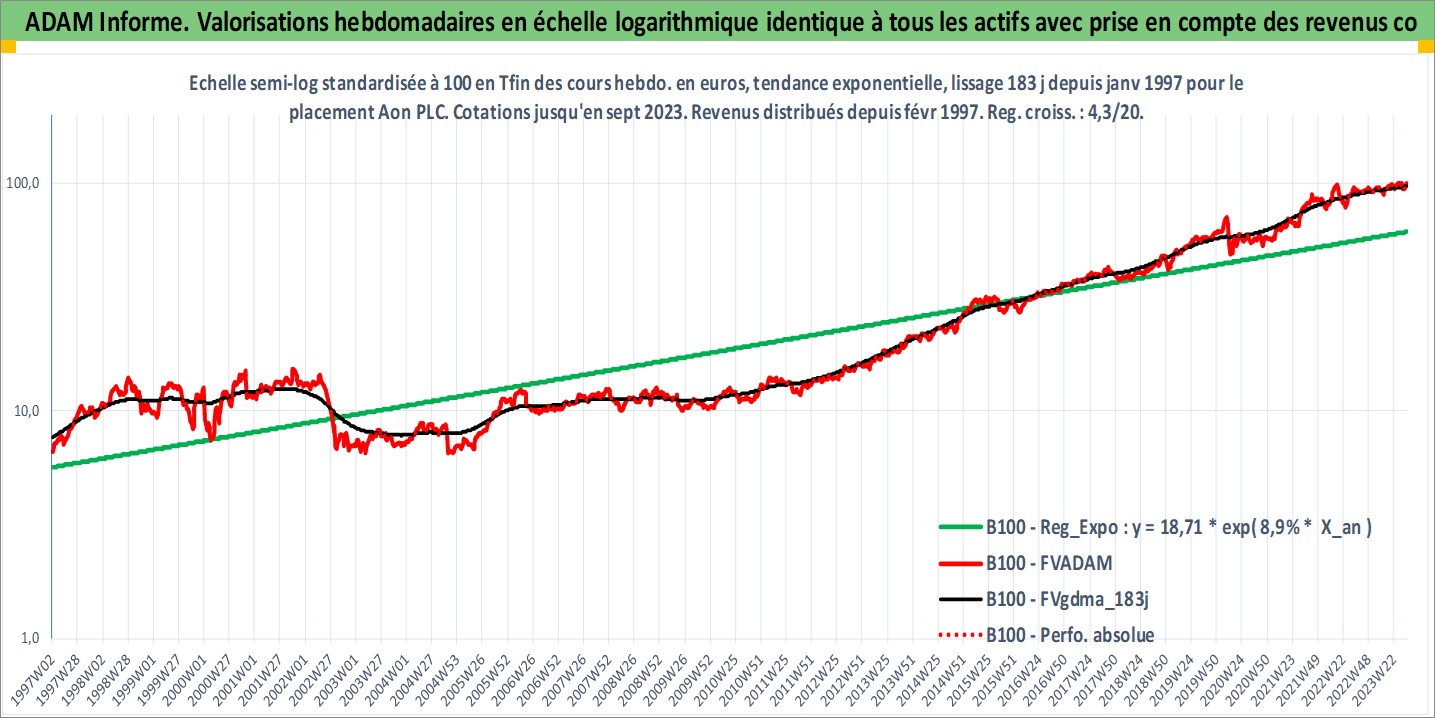 ADAM Informe. Valorisations hebdomadaires en échelle logarithmique identique à tous les actifs avec prise en compte des revenus co
Echelle semi-log standardisée à 100 en Tfin des cours hebdo. en euros, tendance exponentielle, lissage 183 j depuis janv 1997 pour le
placement Aon PLC. Cotations jusqu'en sept 2023. Revenus distribués depuis févr 1997. Reg. croiss. : 4,3/20.
100,0
10,0
1,0
B100 - Reg_Expo : y = 18,71 * exp( 8,9% * X_an )
B100 - FVADAM
B100 - FVgdma_183j
B100 - Perfo. absolue
1997W02
1997W28
1998W02
1998W28
1999W01
1999W27
2000W01
2000W27
2001W01
2001W27
2002W01
2002W27
2003W01
2003W27
2004W01
2004W27
2004W53
2005W26
2005W52
2006W26
2006W52
2007W26
2007W52
2008W26
2008W52
2009W26
2009W52
2010W25
2010W51
2011W25
2011W51
2012W25
2012W51
2013W25
2013W51
2014W25
2014W51
2015W25
2015W51
2016W24
2016W50
2017W24
2017W50
2018W24
2018W50
2019W24
2019W50
2020W24
2020W50
2021W23
2021W49
2022W22
2022W48
2023W22